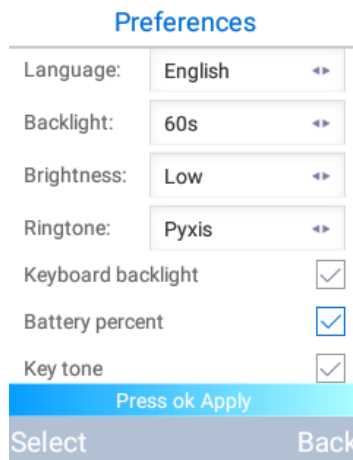 Preferences
Language: English
Backlight: 60s
Brightness: Low
Ringtone: Pyxis
Keyboard backlight
Battery percent
Key tone
Press ok Apply
Select Back